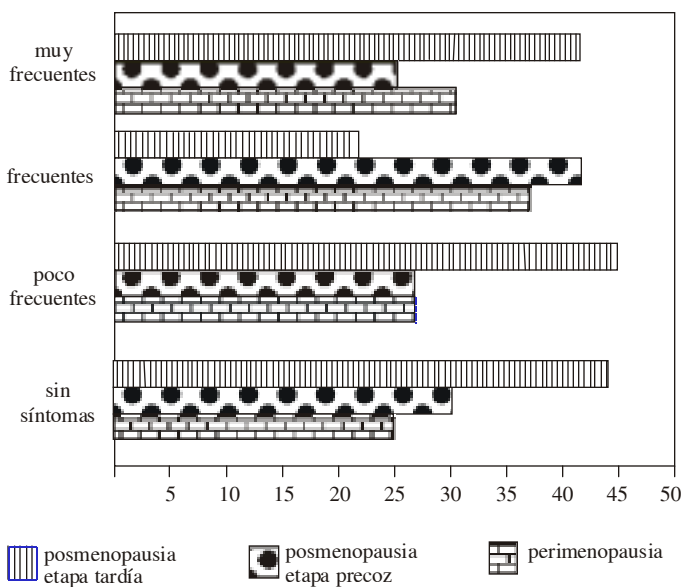 muy
frecuentes
frecuentes
poco
frecuentes
sin
síntomas
5 10 15 20 25 30 35 40 45 50
posmenopausia
etapa tardía
posmenopausia
etapa precoz
perimenopausia